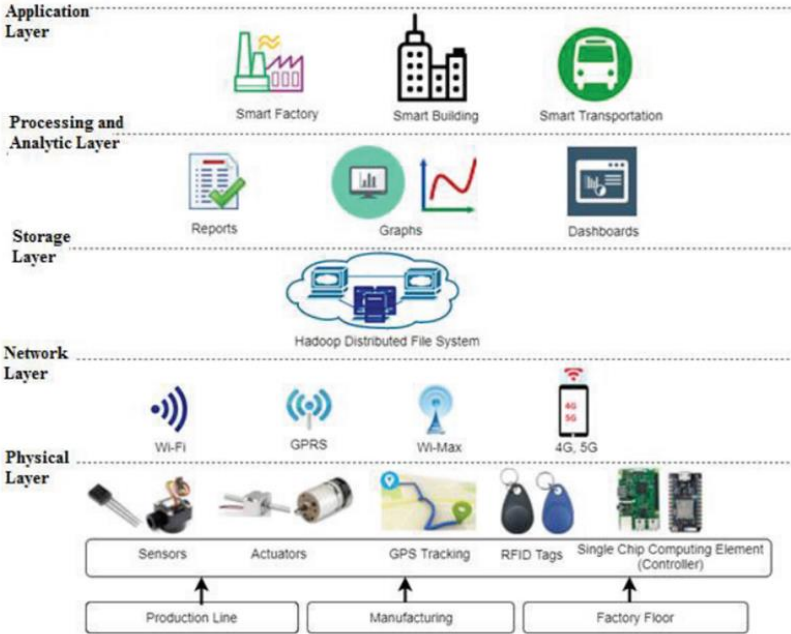 Application
Layer
Smart Factory
Smart Building
Smart Transportation
Processing and
Analytic Layer
Reports
Graphs
Dashboards
Storage
Layer
Hadoop Distributed File System
Network
Layer
Wi-Fi
GPRS
Wi-Max
4G
5G
4G, 5G
Physical
Layer
Sensors
Actuators
GPS Tracking
RFID Tags
Single Chip Computing Element
(Controller)
Production Line
Manufacturing
Factory Floor